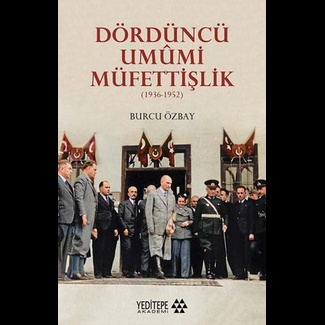 DÖRDÜNCÜ
UMÛMİ
MÜFETTİŞLİK
(1936-1952)
BURCU ÖZBAY
YEDİTEPE
AKADEMİ